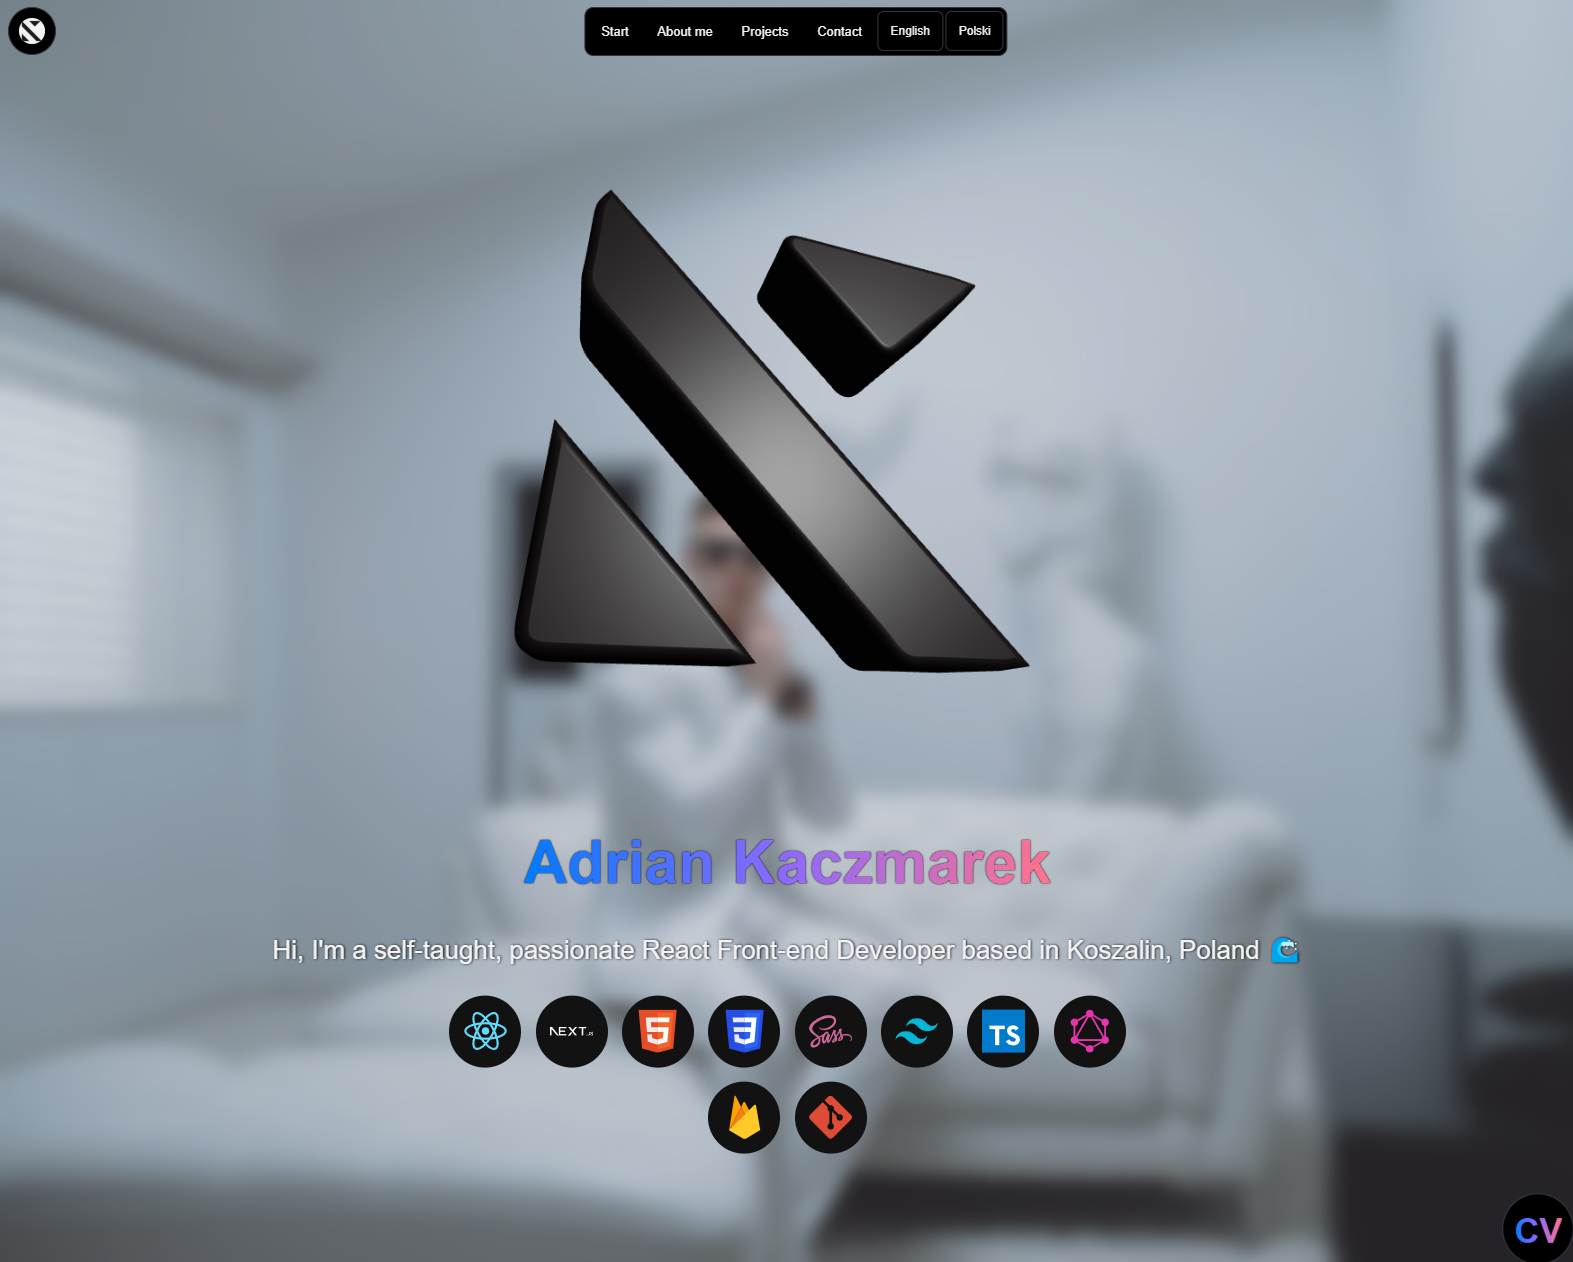 Start About me Projects Contact English Polski
Adrian Kaczmarek
Hi, I'm a self-taught, passionate React Front-end Developer based in Koszalin, Poland 🌊
NEXT.JS 5 3 Sass TS
CV